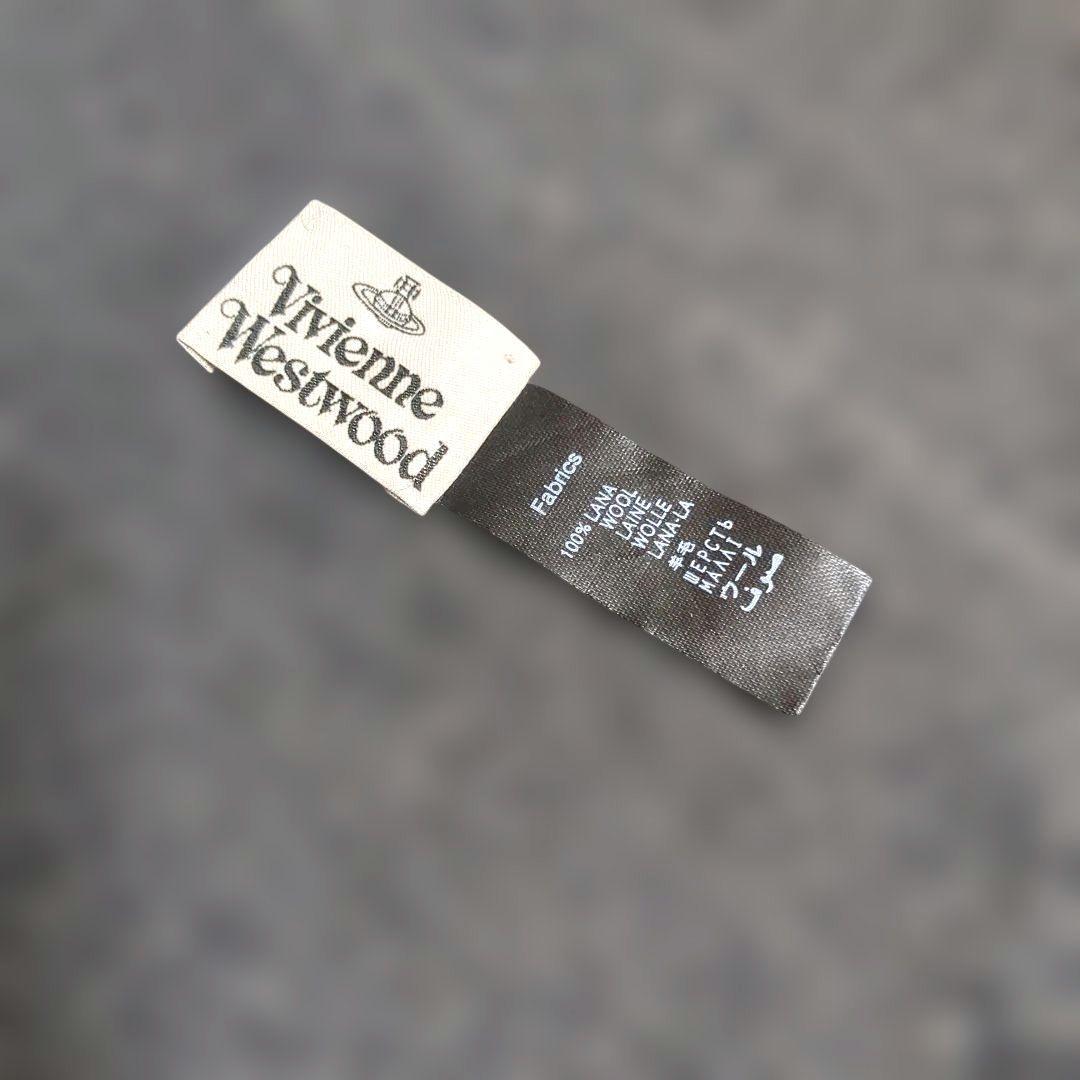 Vivienne
Westwood
Fabrics
100% LANA
WOOL
LAINE
WOLLE
LANA-LA
羊毛
ШЕРСТЬ
ΜΑΛΛΙ
ウール
صوف